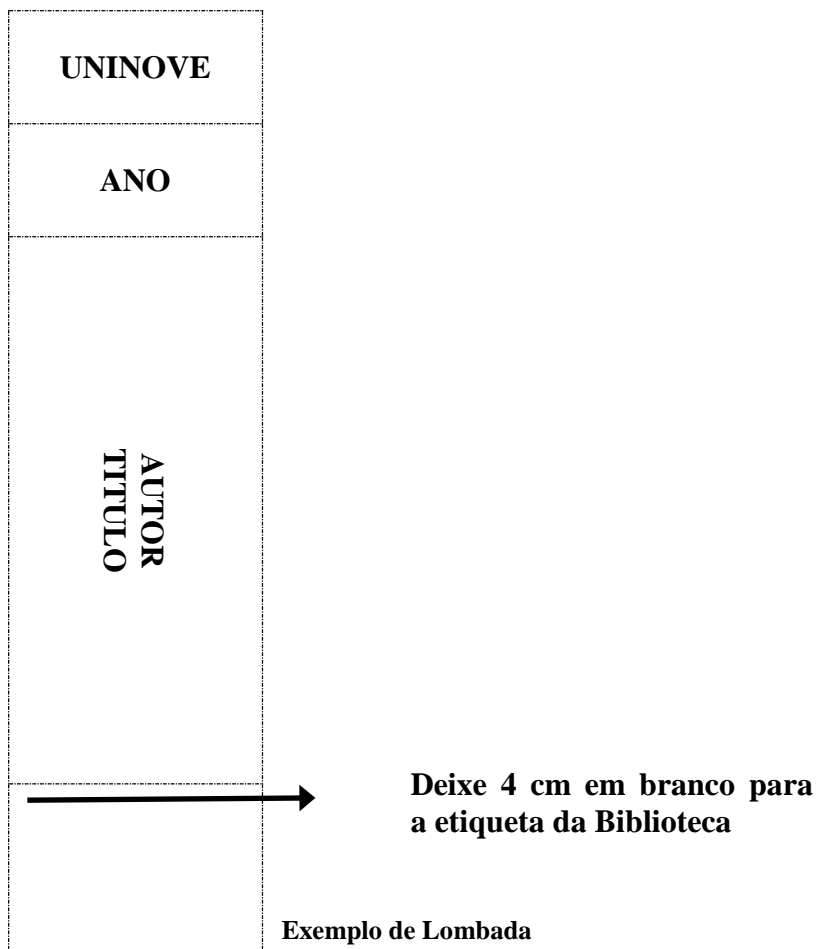 UNINOVE
ANO
AUTOR
TITULO
Deixe 4 cm em branco para
a etiqueta da Biblioteca
Exemplo de Lombada